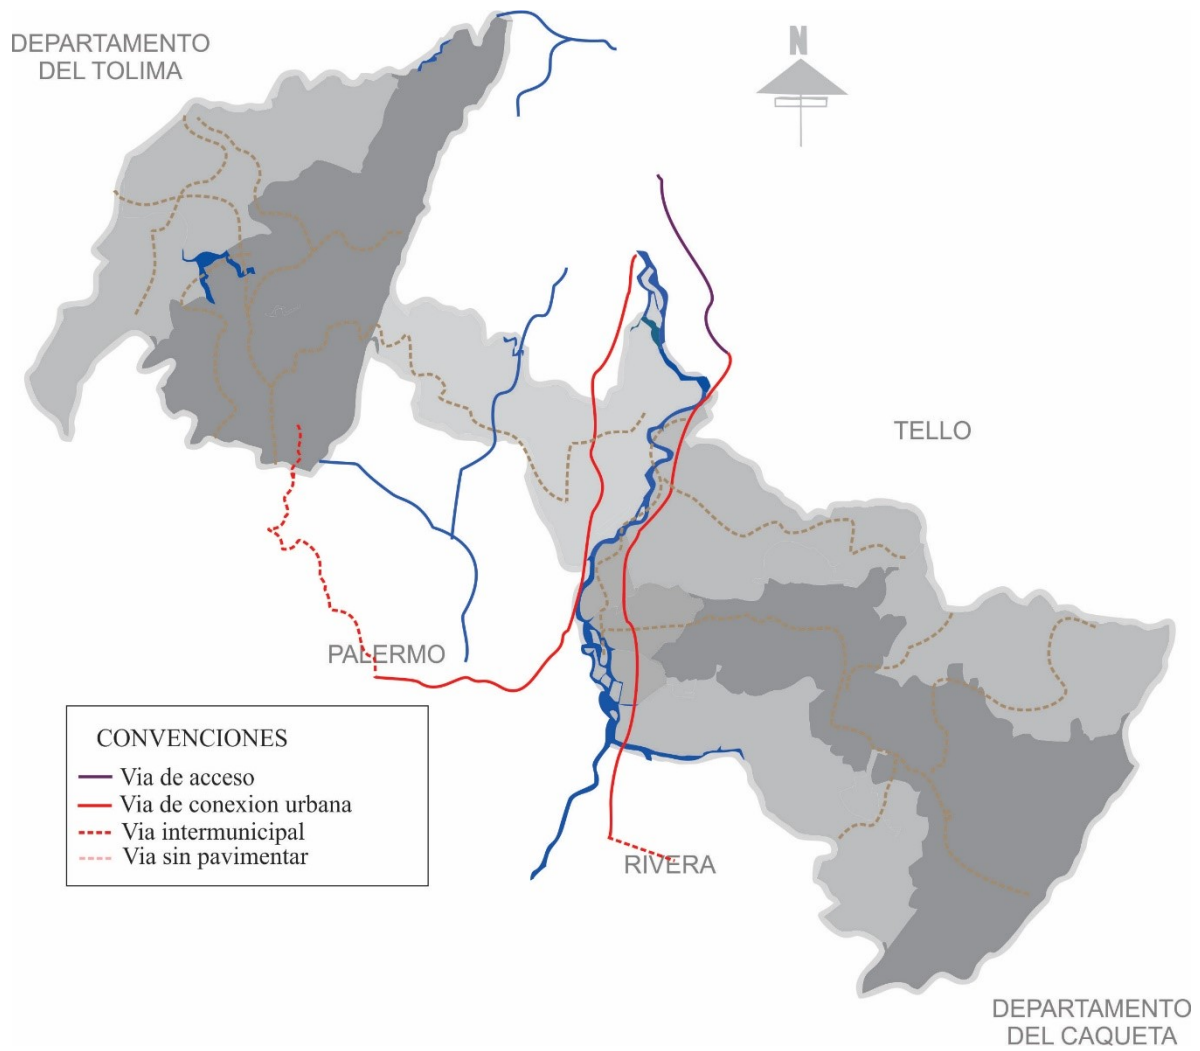 DEPARTAMENTO
DEL TOLIMA
N
TELLO
PALERMO
CONVENCIONES
Via de acceso
Via de conexion urbana
Via intermunicipal
Via sin pavimentar
RIVERA
DEPARTAMENTO
DEL CAQUETA